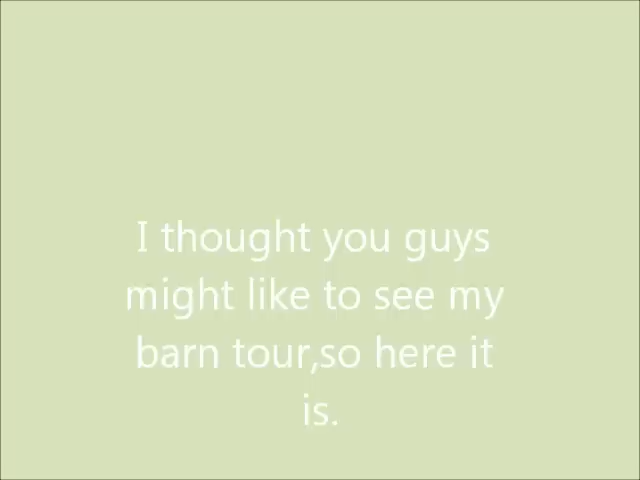 I thought you guys
might like to see my
barn tour,so here it
is.